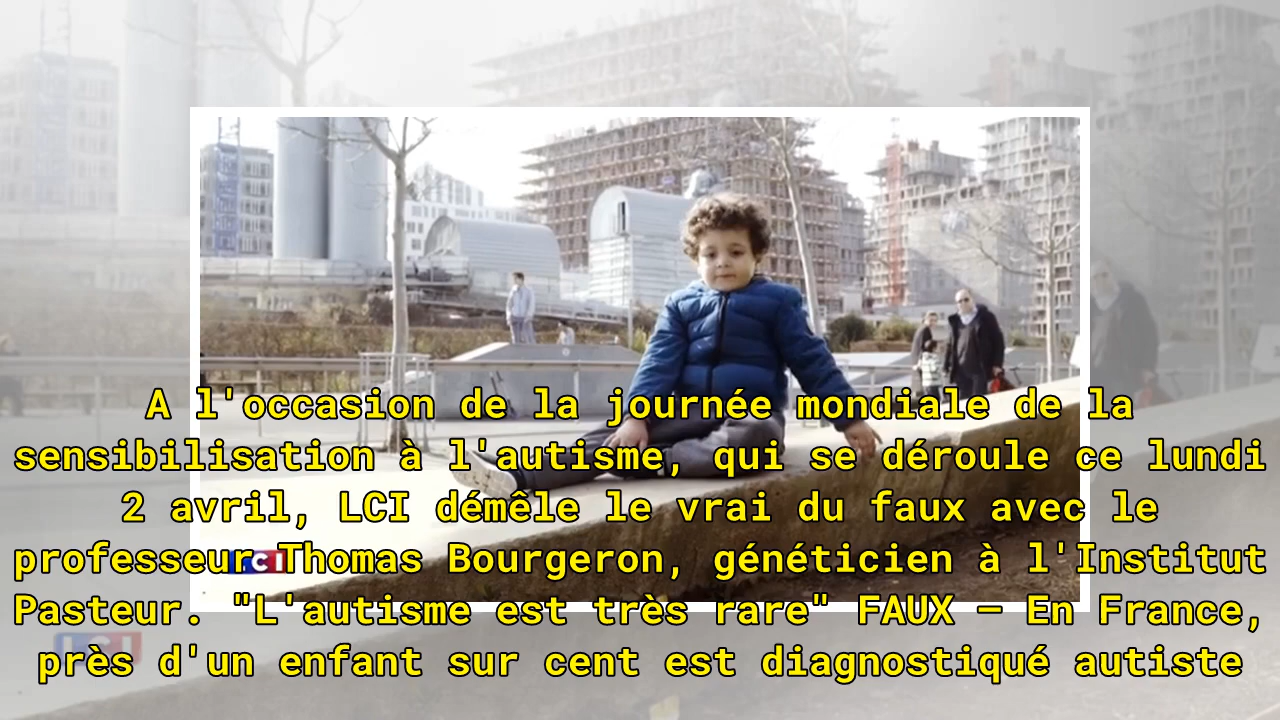 A l'occasion de la journée mondiale de la
sensibilisation à l'autisme, qui se déroule ce lundi
2 avril, LCI démêle le vrai du faux avec le
professeur Thomas Bourgeron, généticien à l'Institut
Pasteur. "L'autisme est très rare" FAUX – En France,
près d'un enfant sur cent est diagnostiqué autiste
LCI
LCI